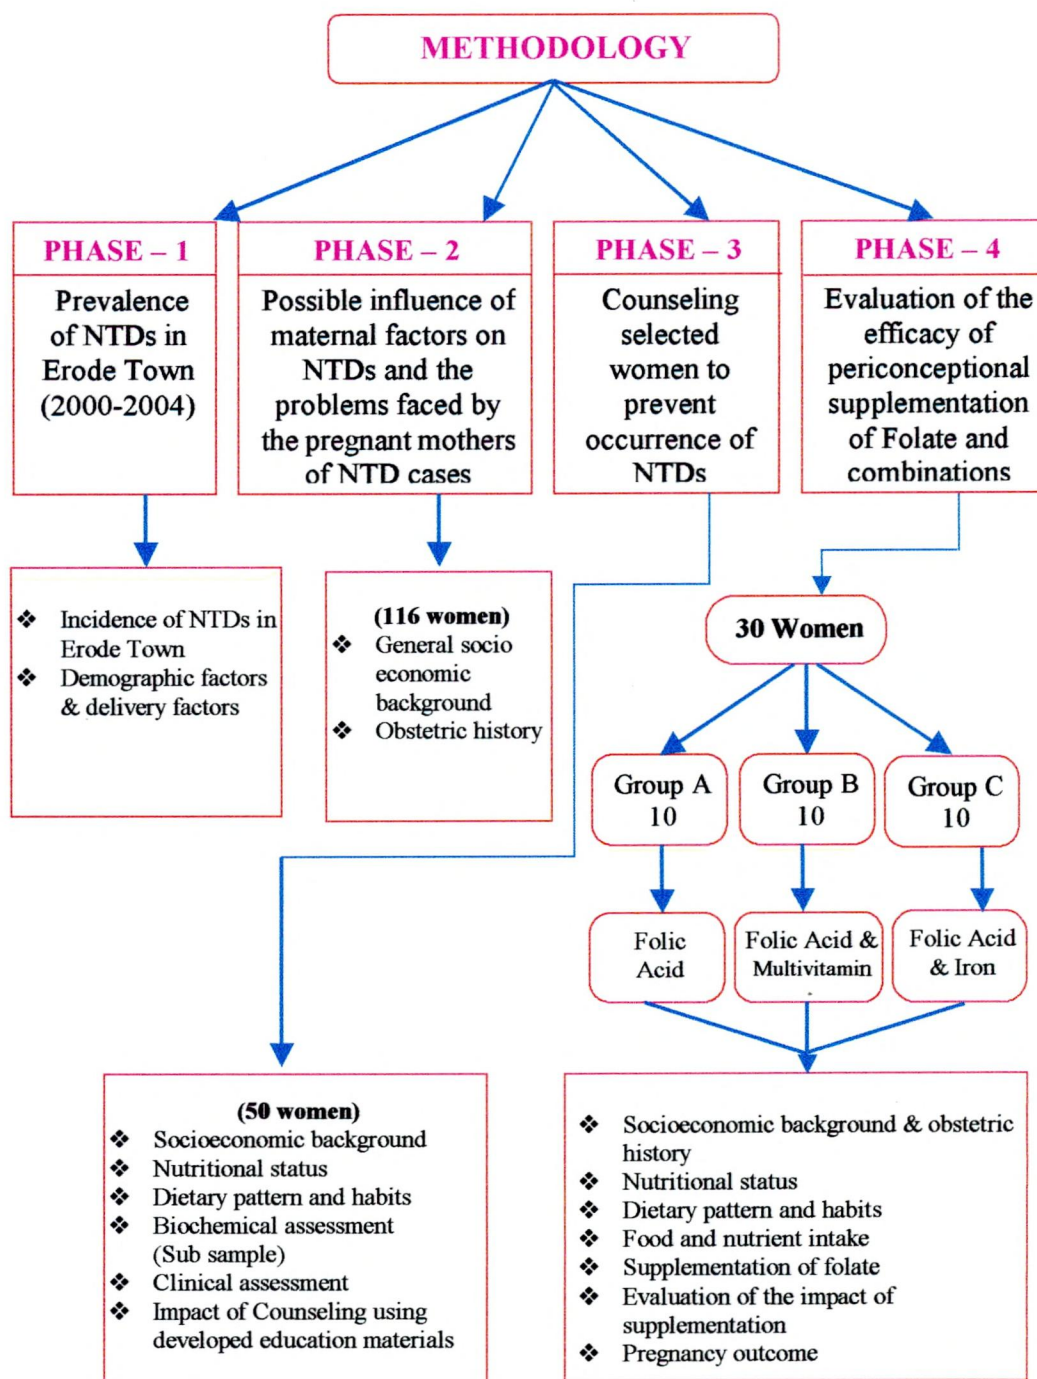 METHODOLOGY
PHASE – 1
Prevalence
of NTDs in
Erode Town
(2000-2004)
PHASE – 2
Possible influence of
maternal factors on
NTDs and the
problems faced by
the pregnant mothers
of NTD cases
PHASE – 3
Counseling
selected
women to
prevent
occurrence of
NTDs
PHASE – 4
Evaluation of the
efficacy of
periconceptional
supplementation
of Folate and
combinations
❖ Incidence of NTDs in
Erode Town
❖ Demographic factors
& delivery factors
(116 women)
❖ General socio
economic
background
❖ Obstetric history
30 Women
Group A
10
Group B
10
Group C
10
Folic
Acid
Folic Acid &
Multivitamin
Folic Acid
& Iron
(50 women)
❖ Socioeconomic background
❖ Nutritional status
❖ Dietary pattern and habits
❖ Biochemical assessment
(Sub sample)
❖ Clinical assessment
❖ Impact of Counseling using
developed education materials
❖ Socioeconomic background & obstetric
history
❖ Nutritional status
❖ Dietary pattern and habits
❖ Food and nutrient intake
❖ Supplementation of folate
❖ Evaluation of the impact of
supplementation
❖ Pregnancy outcome